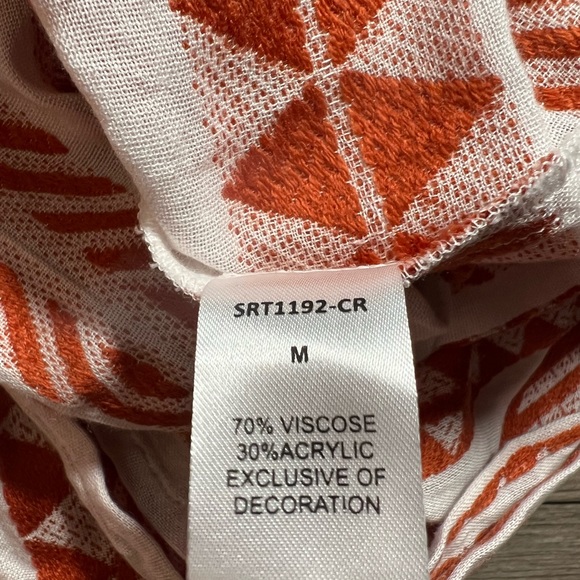 SRT1192-CR
M
70% VISCOSE
30%ACRYLIC
EXCLUSIVE OF
DECORATION